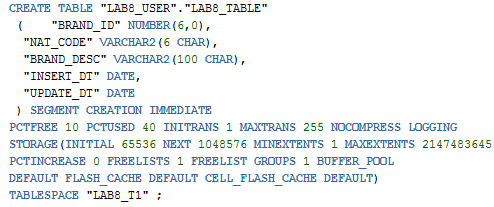 CREATE TABLE "LAB8_USER"."LAB8_TABLE"
( "BRAND_ID" NUMBER(6,0),
"NAT_CODE" VARCHAR2(6 CHAR),
"BRAND_DESC" VARCHAR2(100 CHAR),
"INSERT_DT" DATE,
"UPDATE_DT" DATE
) SEGMENT CREATION IMMEDIATE
PCTFREE 10 PCTUSED 40 INITRANS 1 MAXTRANS 255 NOCOMPRESS LOGGING
STORAGE(INITIAL 65536 NEXT 1048576 MINEXTENTS 1 MAXEXTENTS 2147483645
PCTINCREASE 0 FREELISTS 1 FREELIST GROUPS 1 BUFFER_POOL
DEFAULT FLASH_CACHE DEFAULT CELL_FLASH_CACHE DEFAULT)
TABLESPACE "LAB8_T1" ;